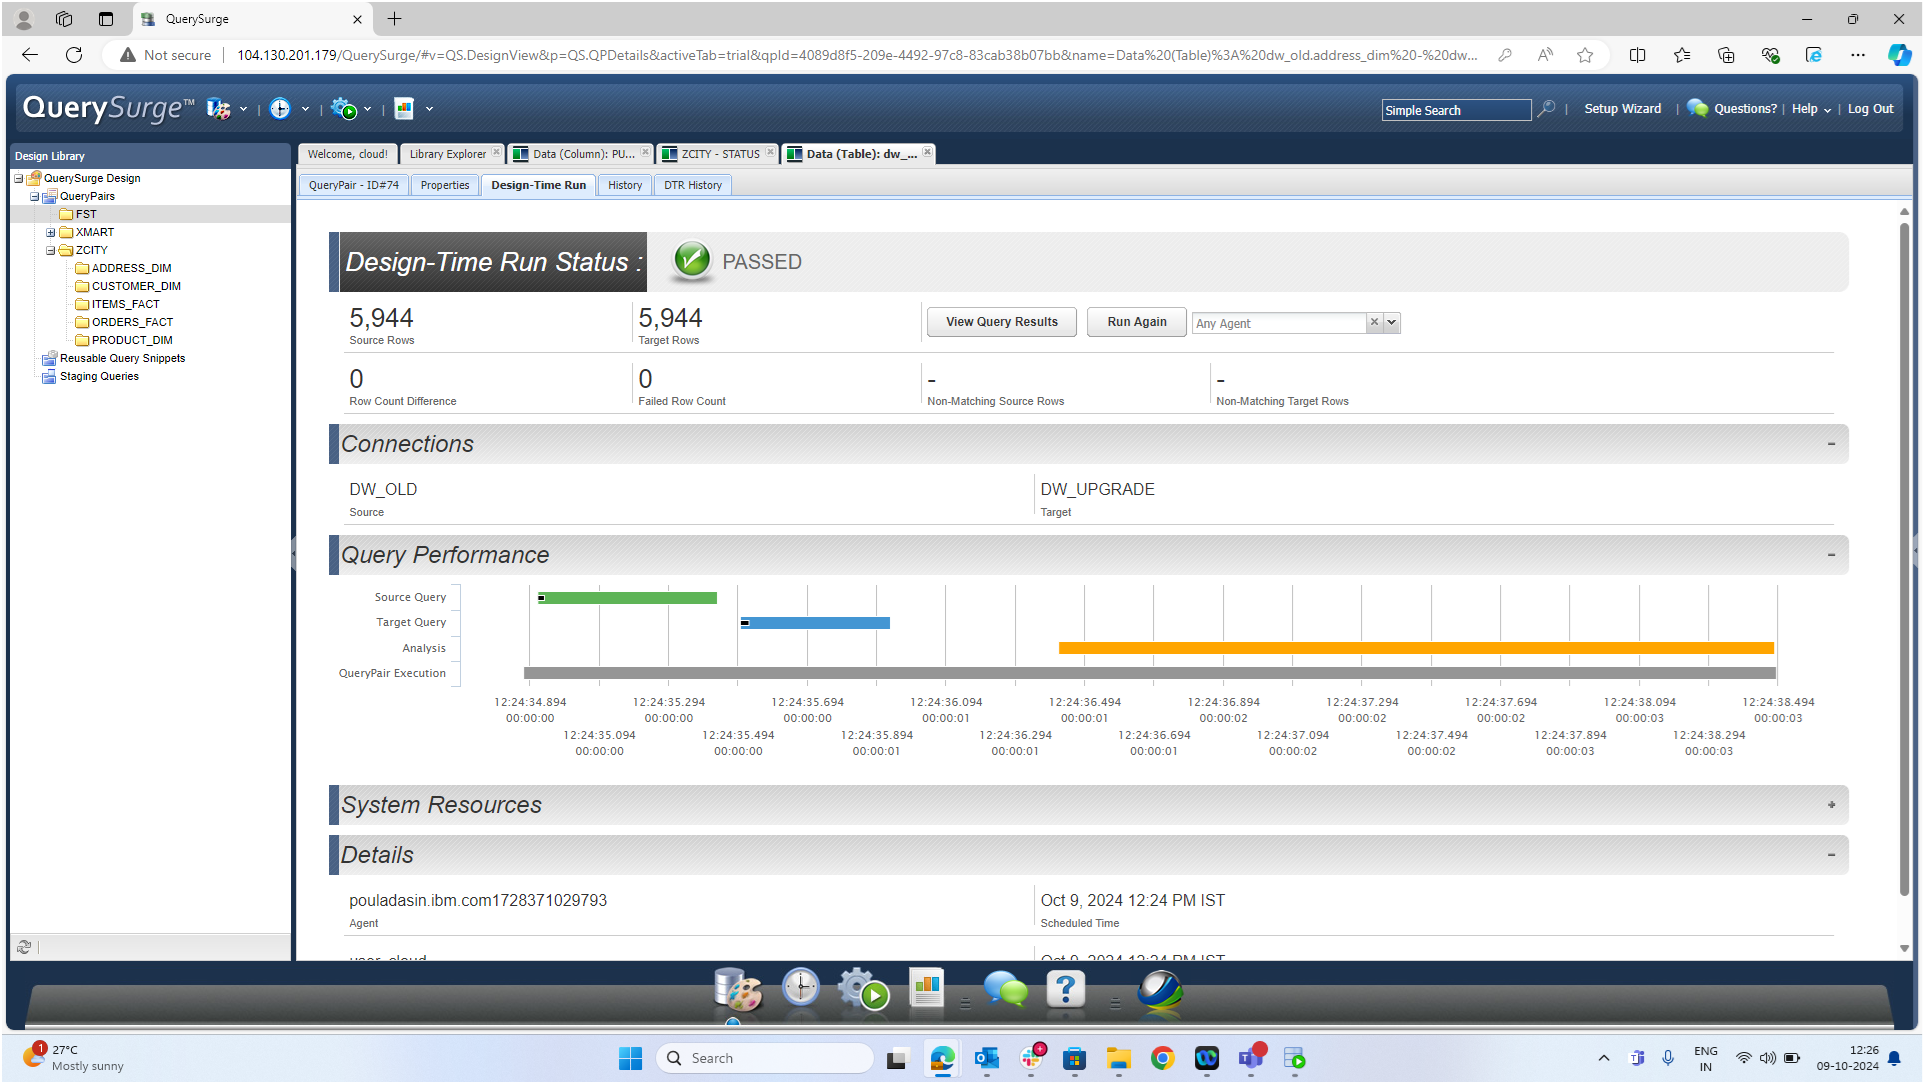 QuerySurge
Not secure
104.130.201.179/QuerySurge/#v=QS.DesignView&p=QS.QPDetails&activeTab=trial&qpId=4089d8f5-209e-4492-97c8-83cab38b07bb&name=Data%20(Table)%3A%20dw_old.address_dim%20-%20dw...
QuerySurge™
Simple Search
Setup Wizard
Questions?
Help
Log Out
Design Library
QuerySurge Design
QueryPairs
FST
XMART
ZCITY
ADDRESS_DIM
CUSTOMER_DIM
ITEMS_FACT
ORDERS_FACT
PRODUCT_DIM
Reusable Query Snippets
Staging Queries
Welcome, cloud!
Library Explorer
Data (Column): PU...
ZCITY - STATUS
Data (Table): dw_...
QueryPair - ID#74
Properties
Design-Time Run
History
DTR History
Design-Time Run Status :
PASSED
5,944
Source Rows
5,944
Target Rows
View Query Results
Run Again
Any Agent
0
Row Count Difference
0
Failed Row Count
-
Non-Matching Source Rows
-
Non-Matching Target Rows
Connections
DW_OLD
Source
DW_UPGRADE
Target
Query Performance
Source Query
Target Query
Analysis
QueryPair Execution
12:24:34.894 12:24:35.294 12:24:35.694 12:24:36.094 12:24:36.494 12:24:36.894 12:24:37.294 12:24:37.694 12:24:38.094 12:24:38.494
00:00:00 00:00:00 00:00:00 00:00:01 00:00:01 00:00:02 00:00:02 00:00:02 00:00:03 00:00:03
12:24:35.094 12:24:35.494 12:24:35.894 12:24:36.294 12:24:36.694 12:24:37.094 12:24:37.494 12:24:37.894 12:24:38.294
00:00:00 00:00:00 00:00:01 00:00:01 00:00:01 00:00:02 00:00:02 00:00:03 00:00:03
System Resources
Details
pouladasin.ibm.com1728371029793
Agent
Oct 9, 2024 12:24 PM IST
Scheduled Time
user_cloud
Oct 9, 2024 12:24 PM IST
1
27°C
Mostly sunny
Search
ENG
IN
12:26
09-10-2024